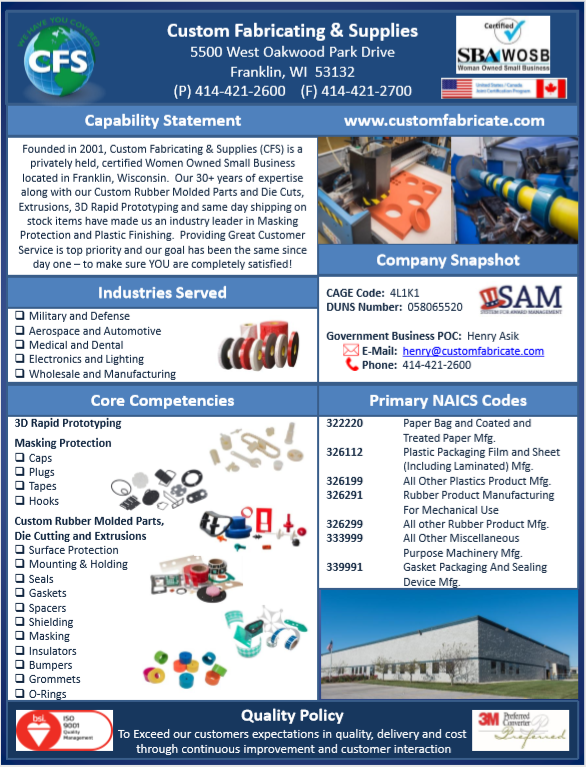 WE HAVE YOU COVERED
CFS
Custom Fabricating & Supplies
5500 West Oakwood Park Drive
Franklin, WI 53132
(P) 414-421-2600 (F) 414-421-2700
Certified
SBA WOSB
Woman Owned Small Business
United States / Canada
Joint Certification Program
Capability Statement
www.customfabricate.com
Founded in 2001, Custom Fabricating & Supplies (CFS) is a
privately held, certified Women Owned Small Business
located in Franklin, Wisconsin. Our 30+ years of expertise
along with our Custom Rubber Molded Parts and Die Cuts,
Extrusions, 3D Rapid Prototyping and same day shipping on
stock items have made us an industry leader in Masking
Protection and Plastic Finishing. Providing Great Customer
Service is top priority and our goal has been the same since
day one – to make sure YOU are completely satisfied!
Company Snapshot
CAGE Code: 4L1K1
DUNS Number: 058065520
SAM
SYSTEM FOR AWARD MANAGEMENT
Government Business POC: Henry Asik
E-Mail: henry@customfabricate.com
Phone: 414-421-2600
Industries Served
❑ Military and Defense
❑ Aerospace and Automotive
❑ Medical and Dental
❑ Electronics and Lighting
❑ Wholesale and Manufacturing
Core Competencies
3D Rapid Prototyping
Masking Protection
❑ Caps
❑ Plugs
❑ Tapes
❑ Hooks
Custom Rubber Molded Parts,
Die Cutting and Extrusions
❑ Surface Protection
❑ Mounting & Holding
❑ Seals
❑ Gaskets
❑ Spacers
❑ Shielding
❑ Masking
❑ Insulators
❑ Bumpers
❑ Grommets
❑ O-Rings
Primary NAICS Codes
322220 Paper Bag and Coated and
Treated Paper Mfg.
326112 Plastic Packaging Film and Sheet
(Including Laminated) Mfg.
326199 All Other Plastics Product Mfg.
326291 Rubber Product Manufacturing
For Mechanical Use
326299 All other Rubber Product Mfg.
333999 All Other Miscellaneous
Purpose Machinery Mfg.
339991 Gasket Packaging And Sealing
Device Mfg.
bsi.
ISO
9001
Quality
Management
Quality Policy
To Exceed our customers expectations in quality, delivery and cost
through continuous improvement and customer interaction
3M Preferred
Converter
Preferred